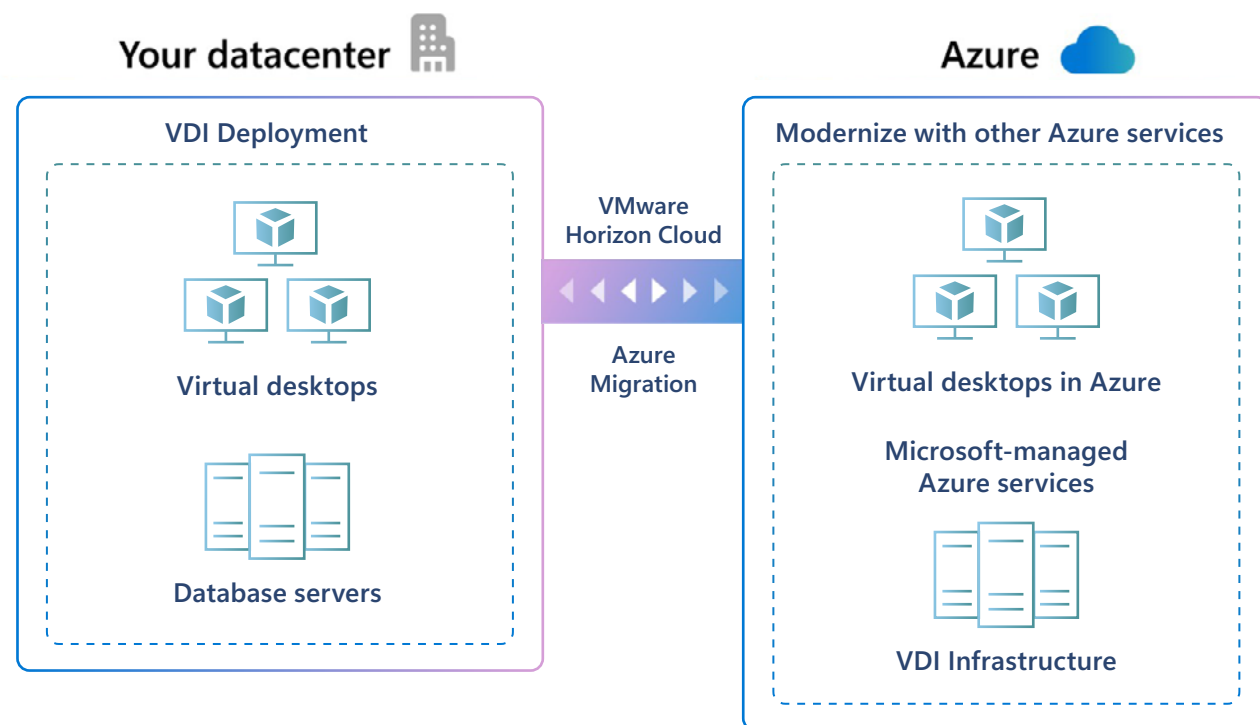 Your datacenter
VDI Deployment
Virtual desktops
Database servers
VMware
Horizon Cloud
Azure
Migration
Azure
Modernize with other Azure services
Virtual desktops in Azure
Microsoft-managed
Azure services
VDI Infrastructure